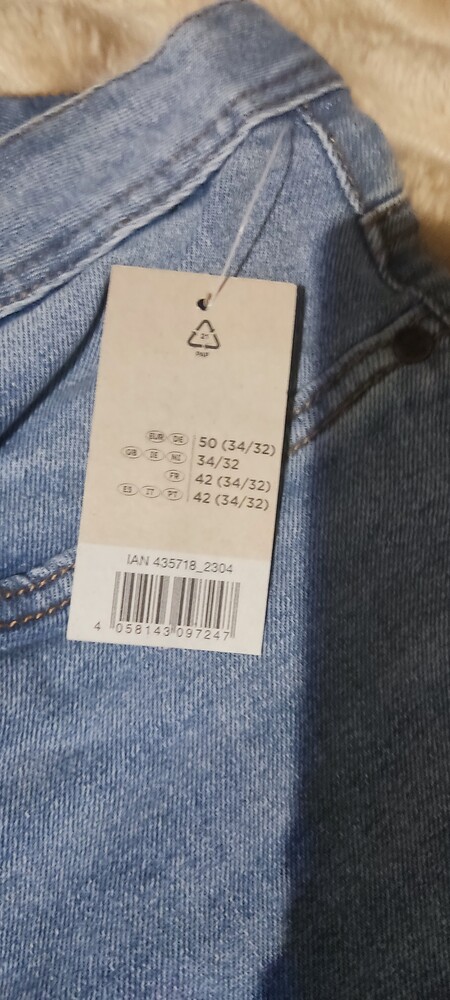 21
PAP
EUR DE 50 (34/32)
GB IE NI 34/32
FR 42 (34/32)
ES IT PT 42 (34/32)
IAN 435718_2304
4 058143 097247